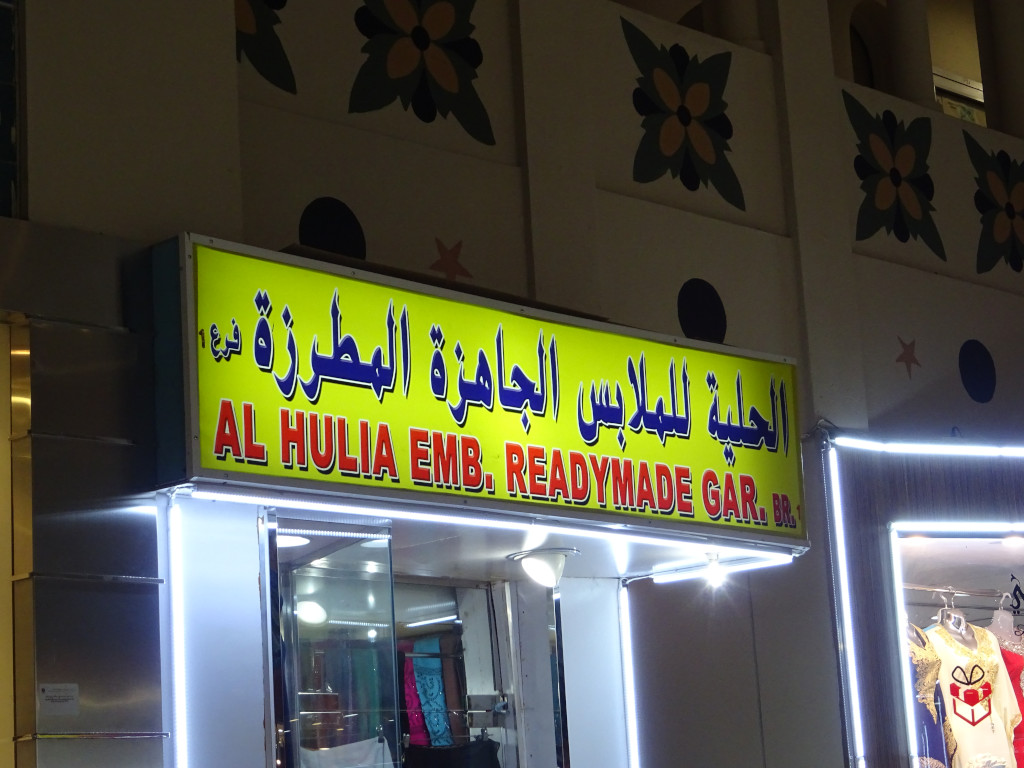 الحلية للملابس الجاهزة المطرزة فرع 1
AL HULIA EMB. READYMADE GAR. BR.1